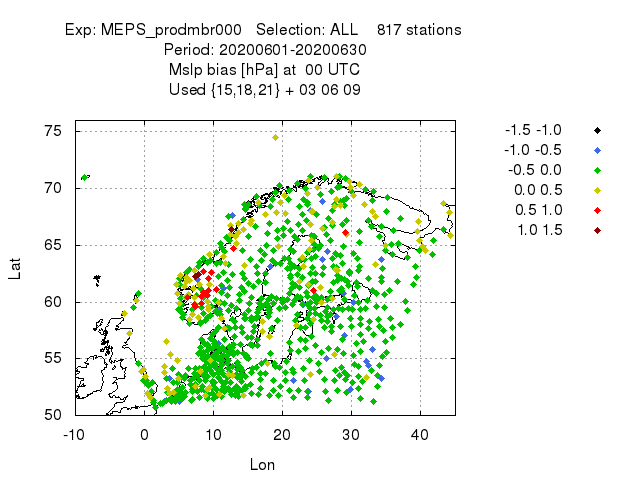 Exp: MEPS_prodmbr000   Selection: ALL    817 stations
Period: 20200601-20200630
Mslp bias [hPa] at  00 UTC
Used {15,18,21} + 03 06 09
-1.5 -1.0
-1.0 -0.5
-0.5 0.0
0.0 0.5
0.5 1.0
1.0 1.5
75
70
65
60
55
50
Lat
-10 0 10 20 30 40
Lon